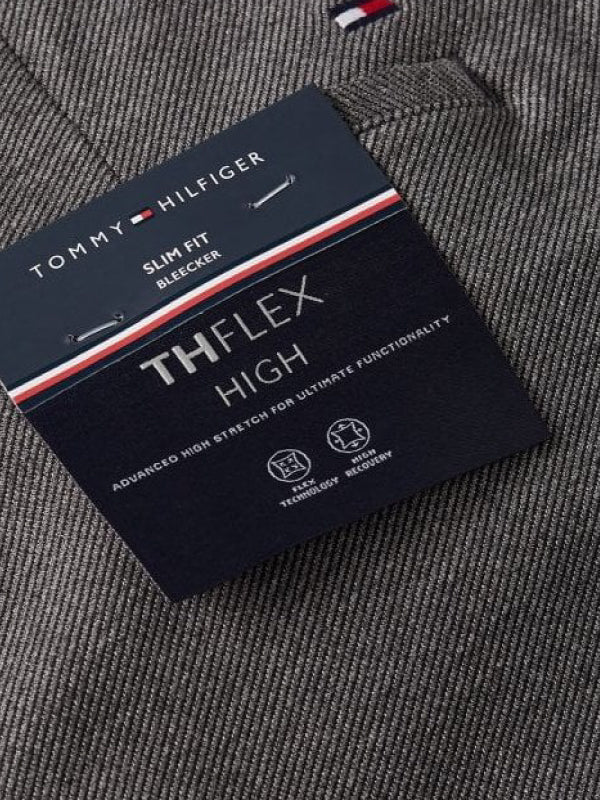 TOMMY HILFIGER
SLIM FIT
BLEECKER
THFLEX
HIGH
ADVANCED HIGH STRETCH FOR ULTIMATE FUNCTIONALITY
FLEX
TECHNOLOGY
HIGH
RECOVERY